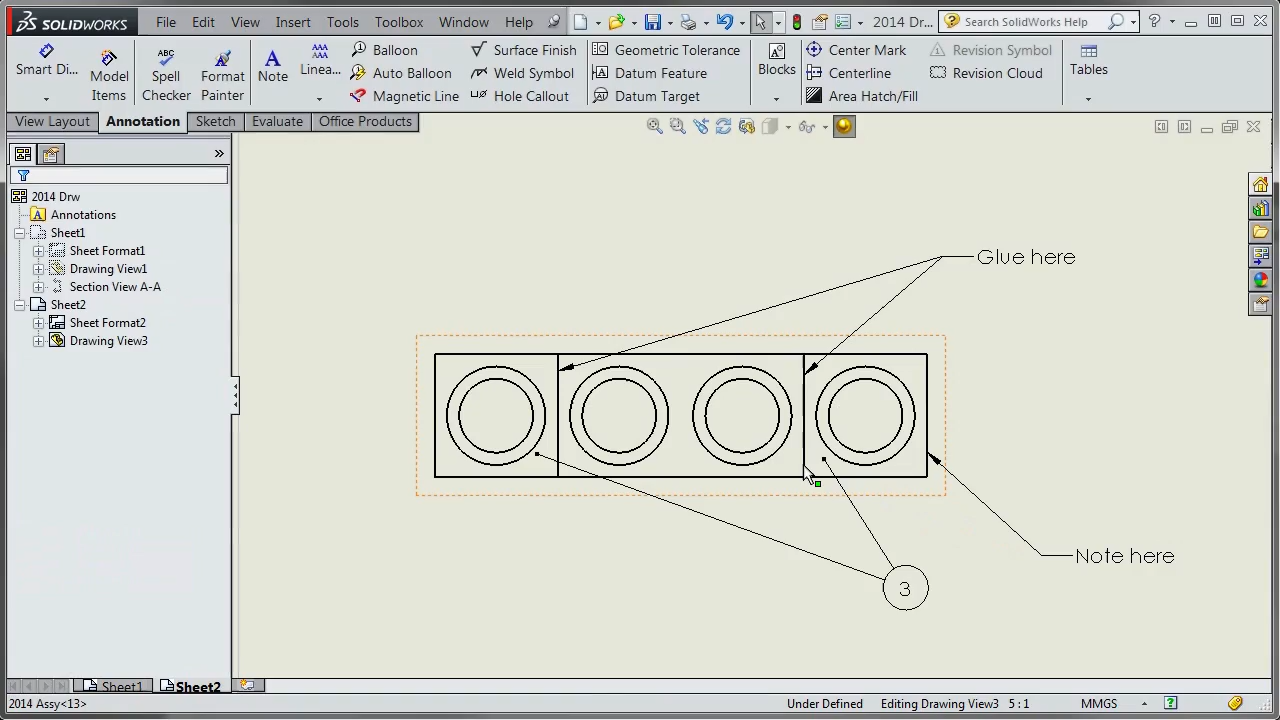 SOLIDWORKS File Edit View Insert Tools Toolbox Window Help 2014 Drw... Search SolidWorks Help
Smart Di... Model Items Spell Checker Format Painter Note Linea... Balloon Surface Finish Geometric Tolerance Blocks Center Mark Revision Symbol Tables
Auto Balloon Weld Symbol Datum Feature Centerline Revision Cloud
Magnetic Line Hole Callout Datum Target Area Hatch/Fill
View Layout Annotation Sketch Evaluate Office Products
2014 Drw
Annotations
Sheet1
Sheet Format1
Drawing View1
Section View A-A
Sheet2
Sheet Format2
Drawing View3
Glue here
Note here
3
Sheet1 Sheet2
2014 Assy<13> Under Defined Editing Drawing View3 5 : 1 MMGS